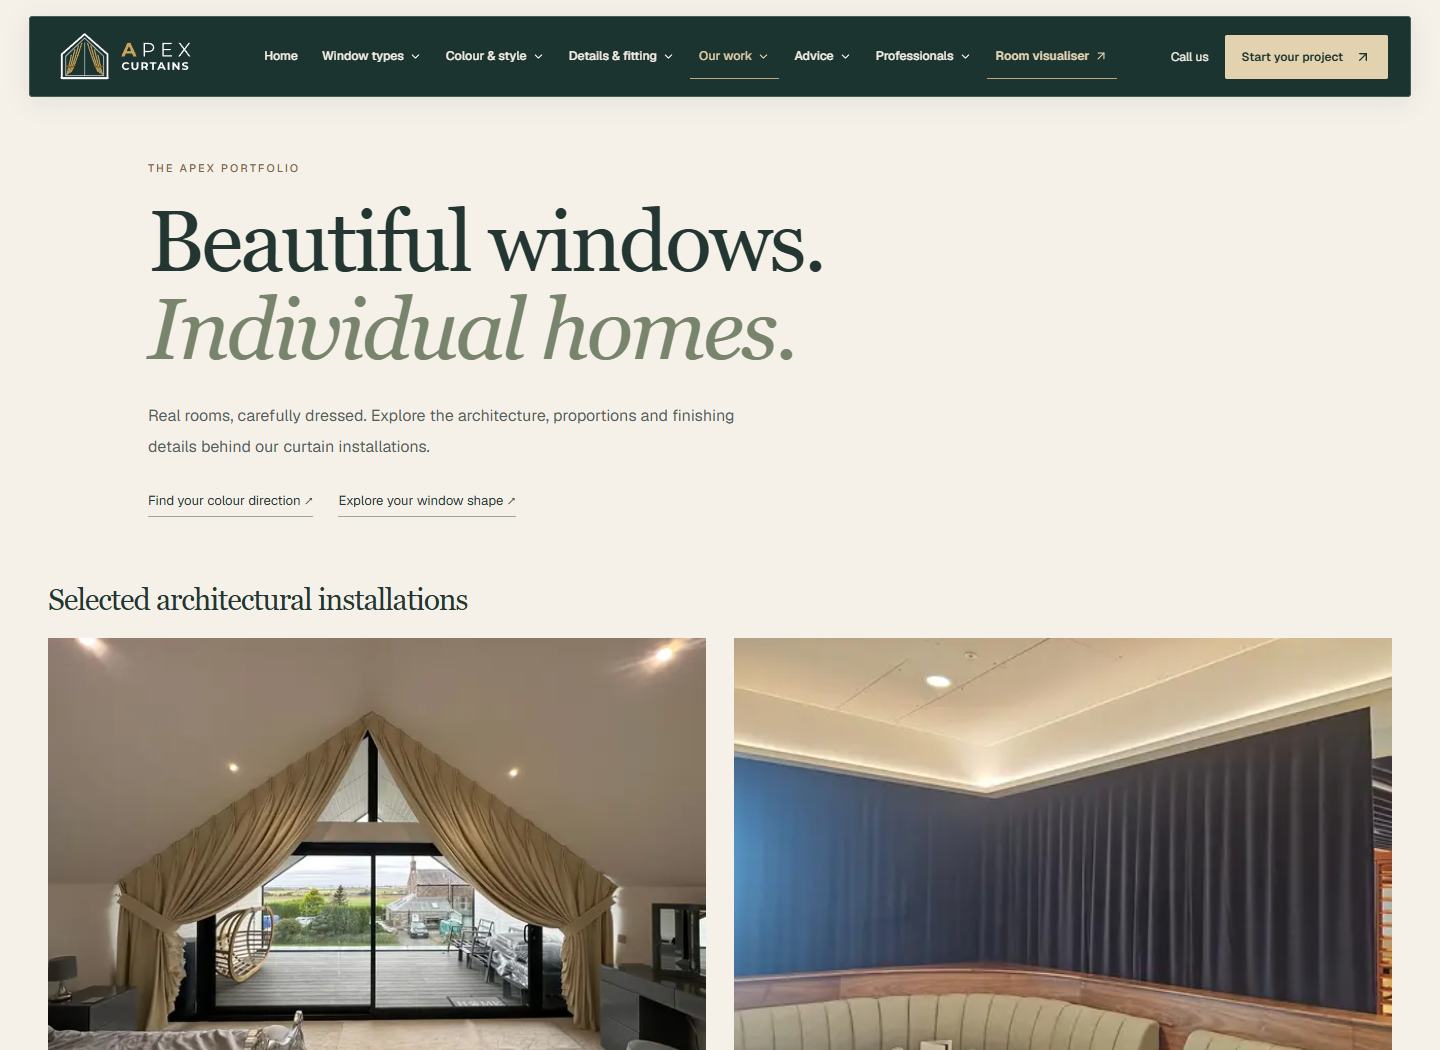 APEX
CURTAINS
Home
Window types
Colour & style
Details & fitting
Our work
Advice
Professionals
Room visualiser ↗
Call us
Start your project ↗
THE APEX PORTFOLIO
Beautiful windows.
Individual homes.
Real rooms, carefully dressed. Explore the architecture, proportions and finishing
details behind our curtain installations.
Find your colour direction ↗
Explore your window shape ↗
Selected architectural installations